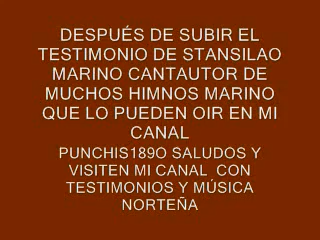 DESPUÉS DE SUBIR EL
TESTIMONIO DE STANSILAO
MARINO CANTAUTOR DE
MUCHOS HIMNOS MARINO
QUE LO PUEDEN OIR EN MI
CANAL
PUNCHIS189O SALUDOS Y
VISITEN MI CANAL CON
TESTIMONIOS Y MÚSICA
NORTEÑA